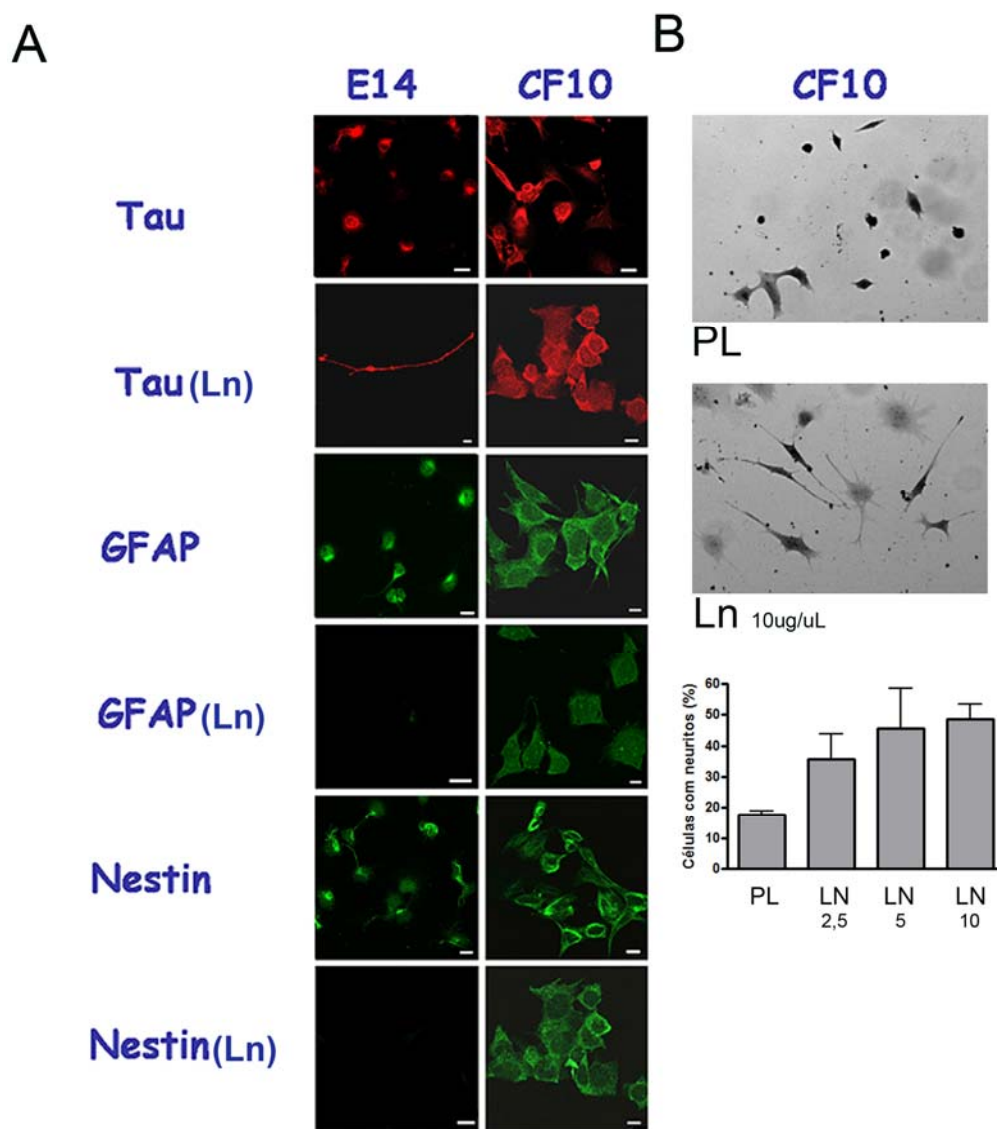 A
E14 CF10
Tau
Tau (Ln)
GFAP
GFAP (Ln)
Nestin
Nestin (Ln)
B
CF10
PL
Ln 10ug/uL
Células com neuritos (%)
60
50
40
30
20
10
0
PL LN LN LN
2,5 5 10